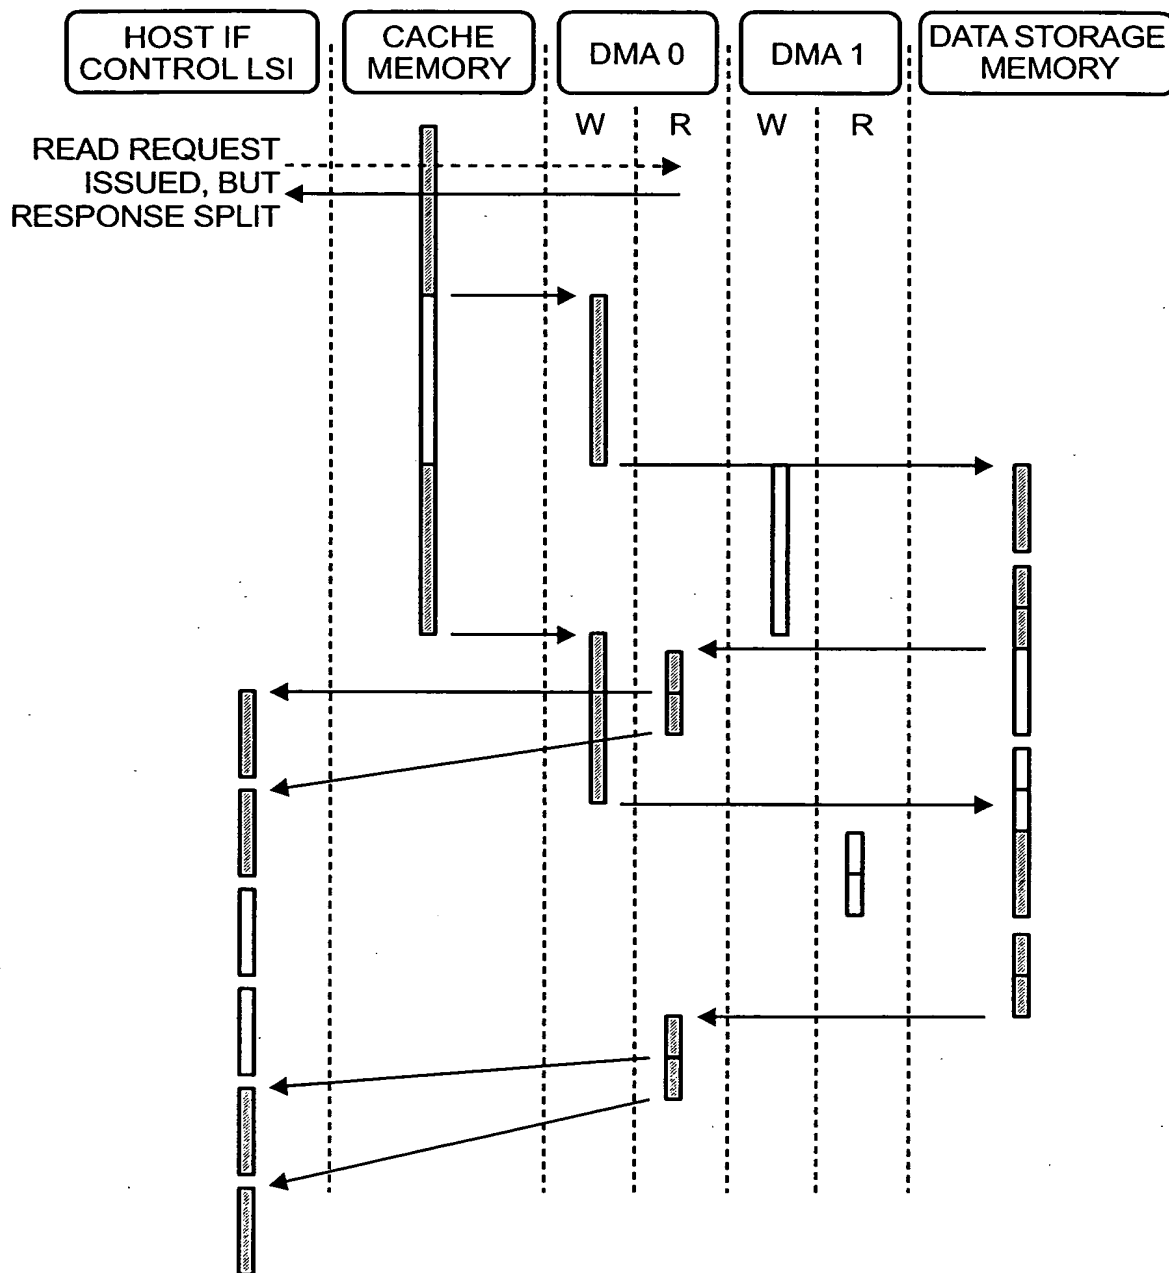 HOST IF
CONTROL LSI
CACHE
MEMORY
DMA 0
DMA 1
DATA STORAGE
MEMORY
W
R
W
R
READ REQUEST
ISSUED, BUT
RESPONSE SPLIT